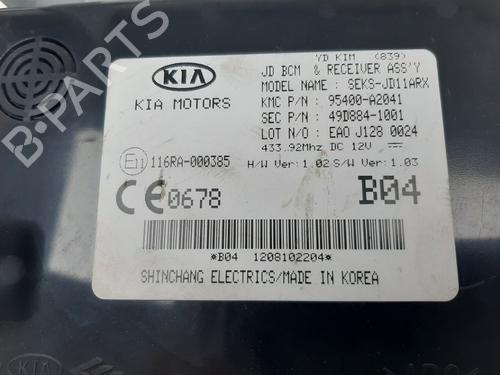 YD KIM (839)
KIA
JD BCM & RECEIVER ASS'Y
MODEL NAME : SEKS-JD11ARX
KIA MOTORS
KMC P/N : 95400-A2041
SEC P/N : 49D884-1001
LOT N/O : EAO J128 0024
433.92Mhz DC 12V
E11 116RA-000385
H/W Ver:1.02 S/W Ver:1.03
CE 0678
B04
*B04 1208102204*
SHINCHANG ELECTRICS/MADE IN KOREA
KIA